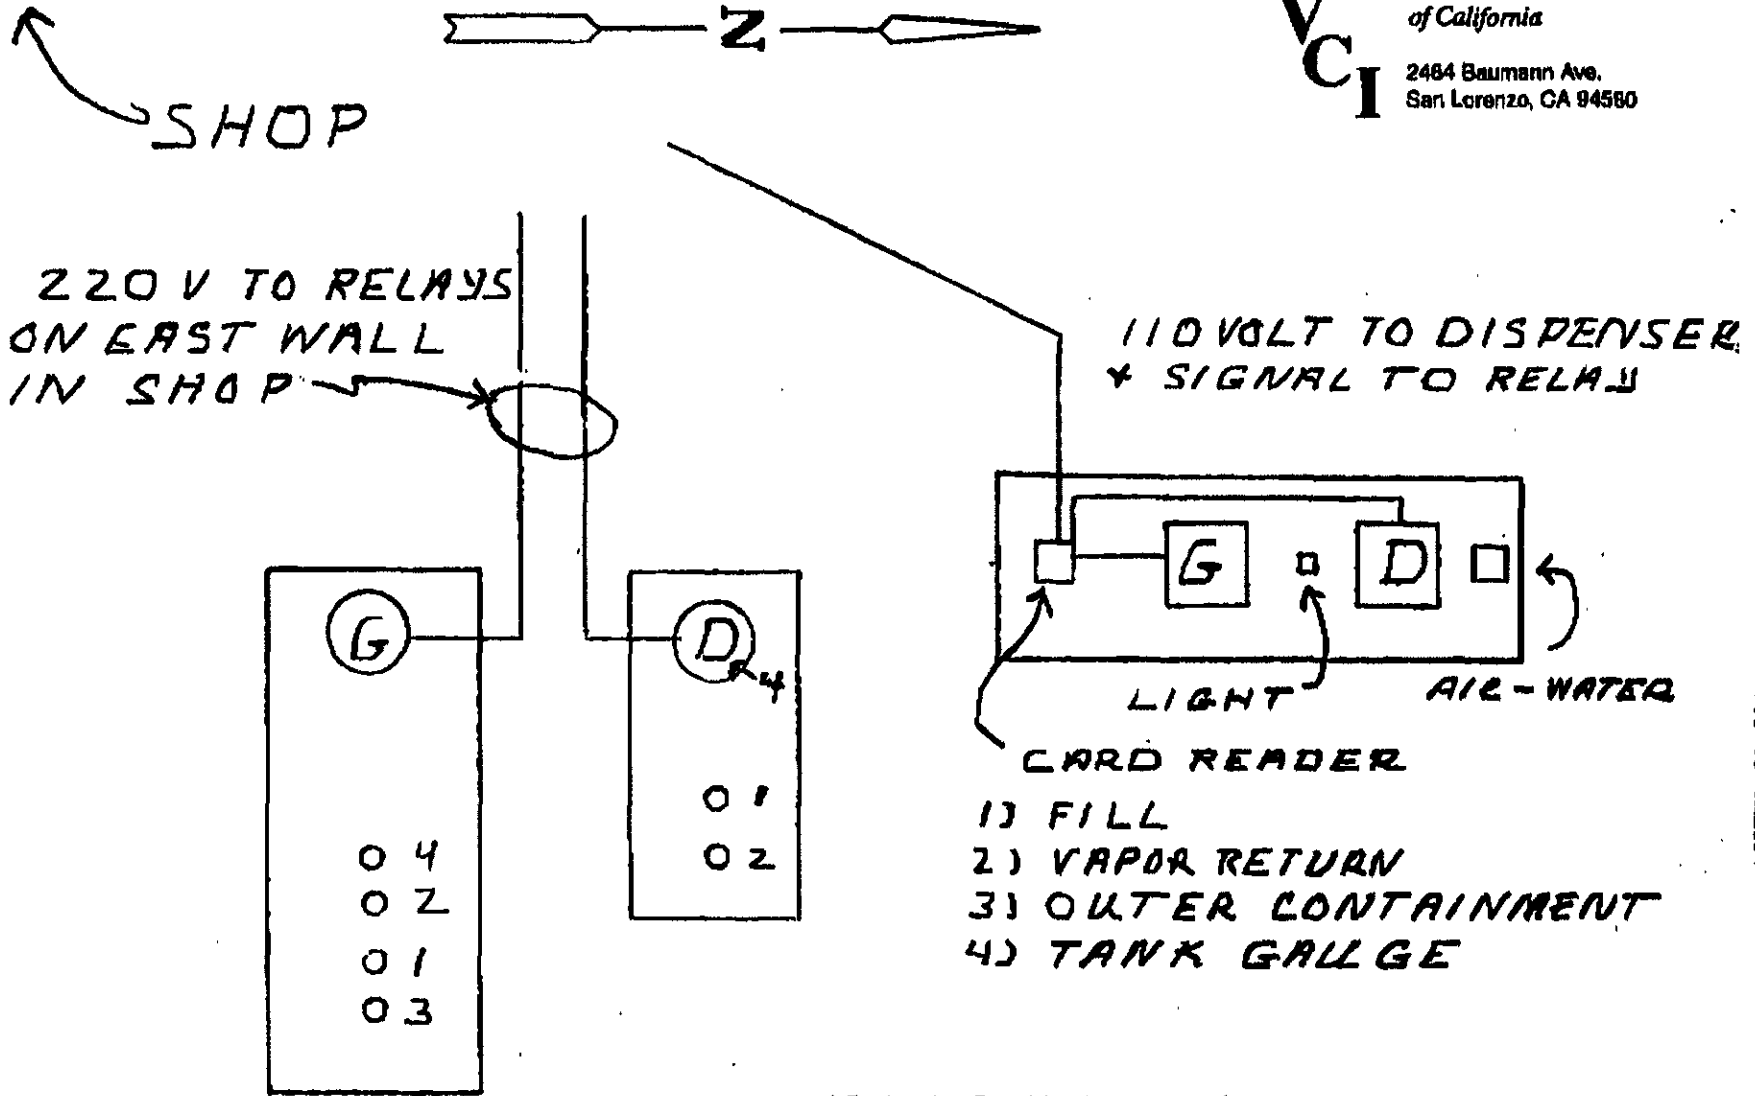 N
V
C
I
of California
2464 Baumann Ave.
San Lorenzo, CA 94580
SHOP
220 V TO RELAYS
ON EAST WALL
IN SHOP
110 VOLT TO DISPENSER
& SIGNAL TO RELAY
G
D
LIGHT
AIR-WATER
CARD READER
1) FILL
2) VAPOR RETURN
3) OUTER CONTAINMENT
4) TANK GAUGE
G
4
2
1
3
D
4
1
2